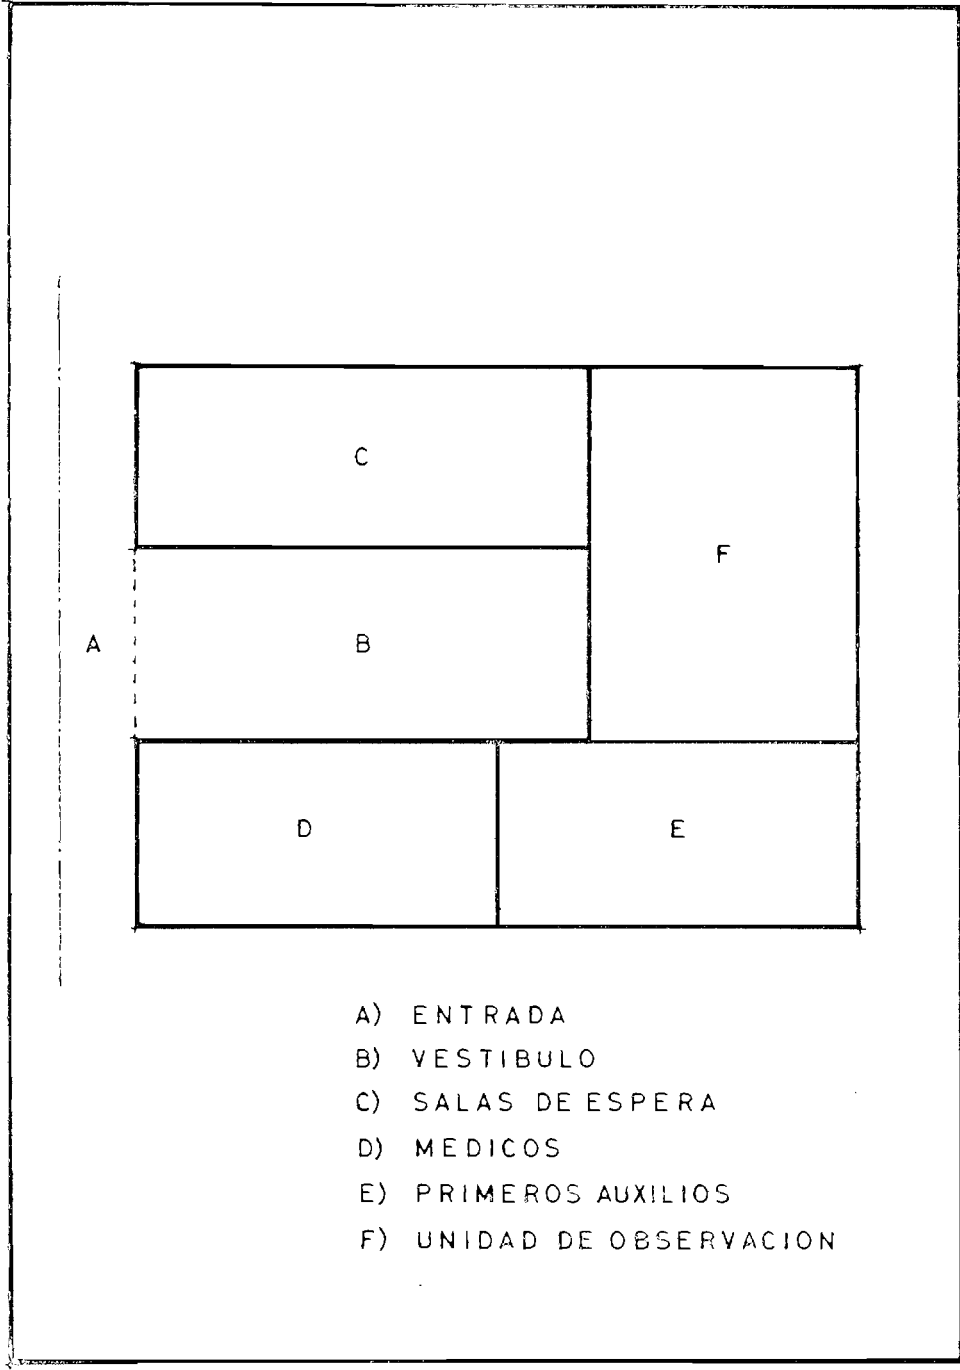 C
F
A
B
D
E
A) ENTRADA
B) VESTIBULO
C) SALAS DE ESPERA
D) MEDICOS
E) PRIMEROS AUXILIOS
F) UNIDAD DE OBSERVACION